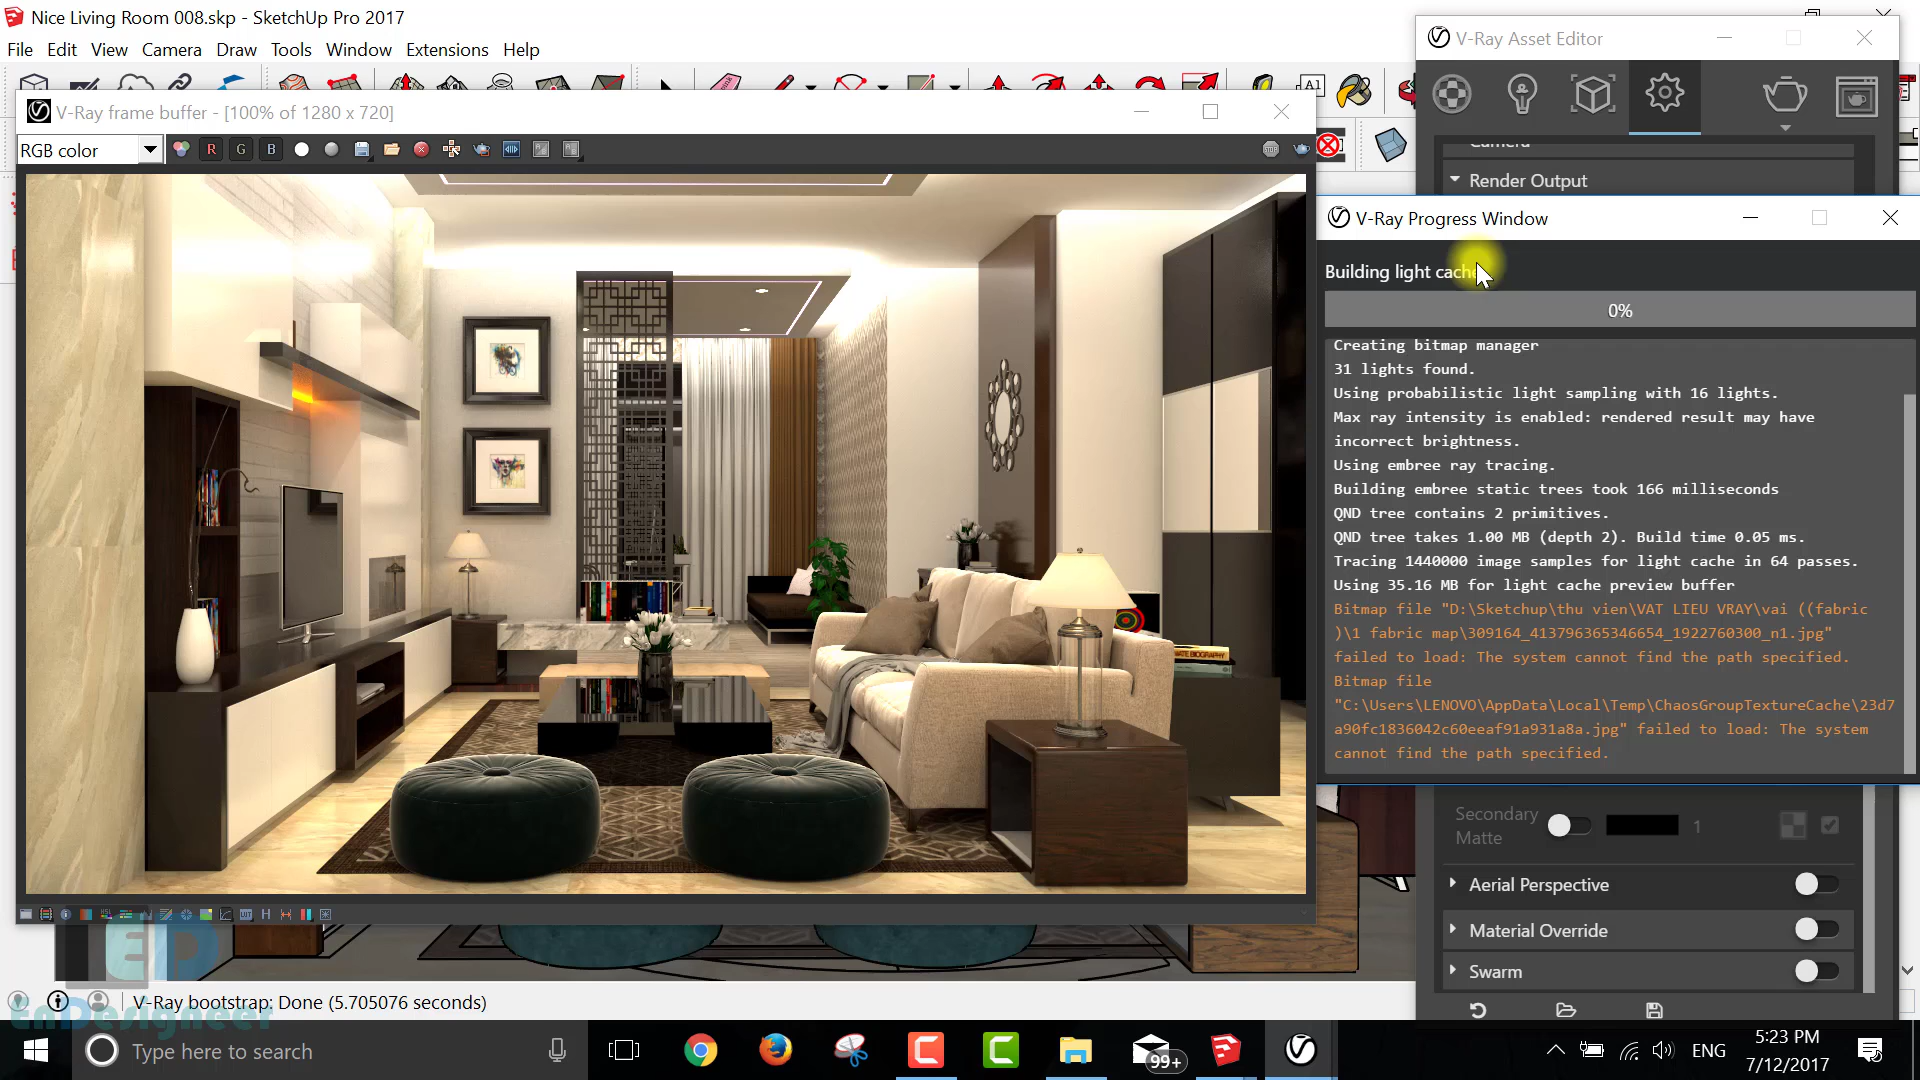 Nice Living Room 008.skp - SketchUp Pro 2017
File Edit View Camera Draw Tools Window Extensions Help
V-Ray Asset Editor
V-Ray frame buffer - [100% of 1280 x 720]
RGB color
R G B
Camera
Render Output
V-Ray Progress Window
Building light cache
0%
Creating bitmap manager
31 lights found.
Using probabilistic light sampling with 16 lights.
Max ray intensity is enabled: rendered result may have
incorrect brightness.
Using embree ray tracing.
Building embree static trees took 166 milliseconds
QND tree contains 2 primitives.
QND tree takes 1.00 MB (depth 2). Build time 0.05 ms.
Tracing 1440000 image samples for light cache in 64 passes.
Using 35.16 MB for light cache preview buffer
Bitmap file "D:\Sketchup\thu vien\VAT LIEU VRAY\vai ((fabric
)\1 fabric map\309164_413796365346654_1922760300_n1.jpg"
failed to load: The system cannot find the path specified.
Bitmap file
"C:\Users\LENOVO\AppData\Local\Temp\ChaosGroupTextureCache\23d7
a90fc1836042c60eeaf91a931a8a.jpg" failed to load: The system
cannot find the path specified.
Secondary
Matte
1
Aerial Perspective
Material Override
Swarm
V-Ray bootstrap: Done (5.705076 seconds)
EnDesigneer
Type here to search
99+
ENG
5:23 PM
7/12/2017